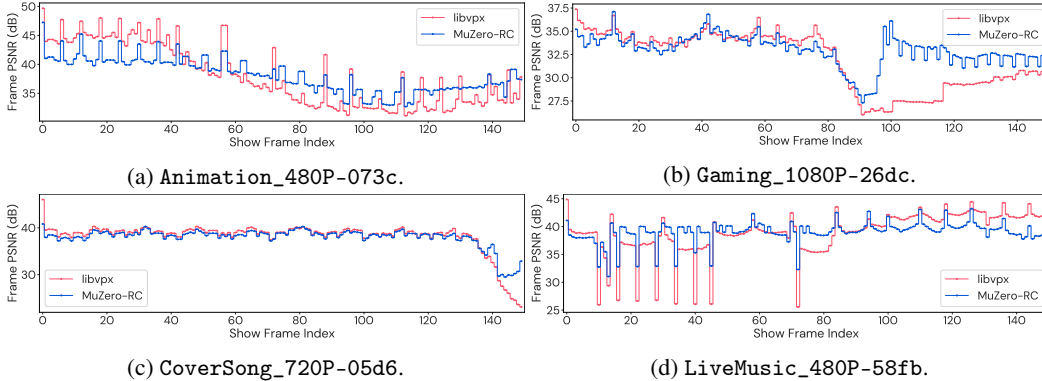 50
45
40
35
Frame PSNR (dB)
libvpx
MuZero-RC
0 20 40 60 80 100 120 140
Show Frame Index
(a) Animation_480P-073c.
37.5
35.0
32.5
30.0
27.5
Frame PSNR (dB)
libvpx
MuZero-RC
0 20 40 60 80 100 120 140
Show Frame Index
(b) Gaming_1080P-26dc.
40
30
Frame PSNR (dB)
libvpx
MuZero-RC
0 20 40 60 80 100 120 140
Show Frame Index
(c) CoverSong_720P-05d6.
45
40
35
30
25
Frame PSNR (dB)
libvpx
MuZero-RC
0 20 40 60 80 100 120 140
Show Frame Index
(d) LiveMusic_480P-58fb.